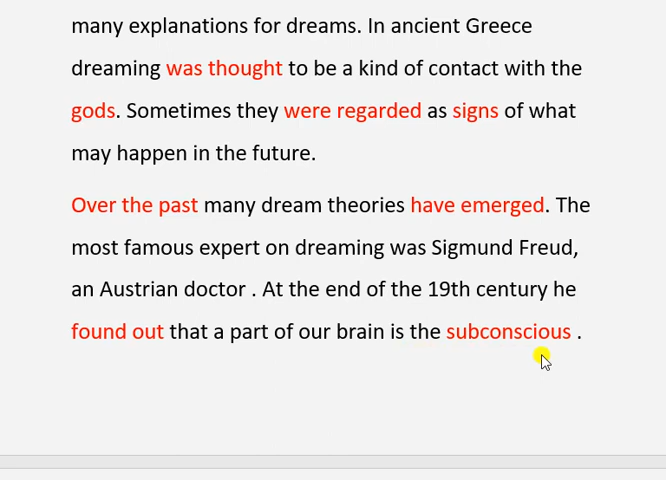 many explanations for dreams. In ancient Greece
dreaming was thought to be a kind of contact with the
gods. Sometimes they were regarded as signs of what
may happen in the future.
Over the past many dream theories have emerged. The
most famous expert on dreaming was Sigmund Freud,
an Austrian doctor . At the end of the 19th century he
found out that a part of our brain is the subconscious .